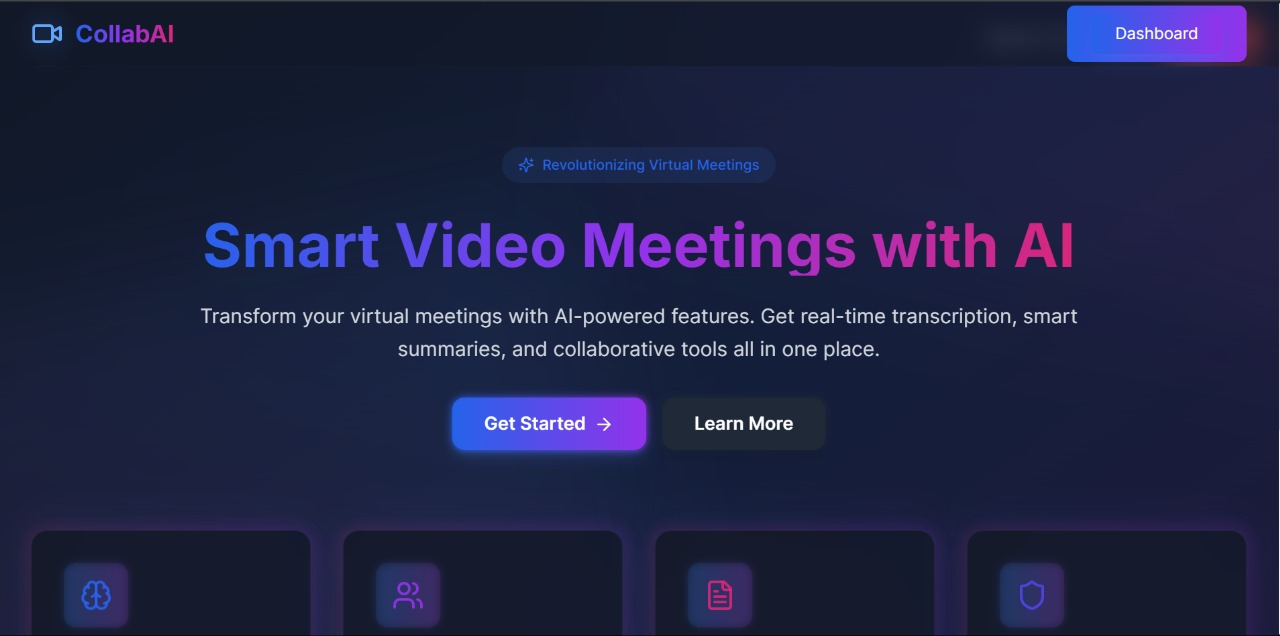 CollabAI
Dashboard
Revolutionizing Virtual Meetings
Smart Video Meetings with AI
Transform your virtual meetings with AI-powered features. Get real-time transcription, smart
summaries, and collaborative tools all in one place.
Get Started →
Learn More